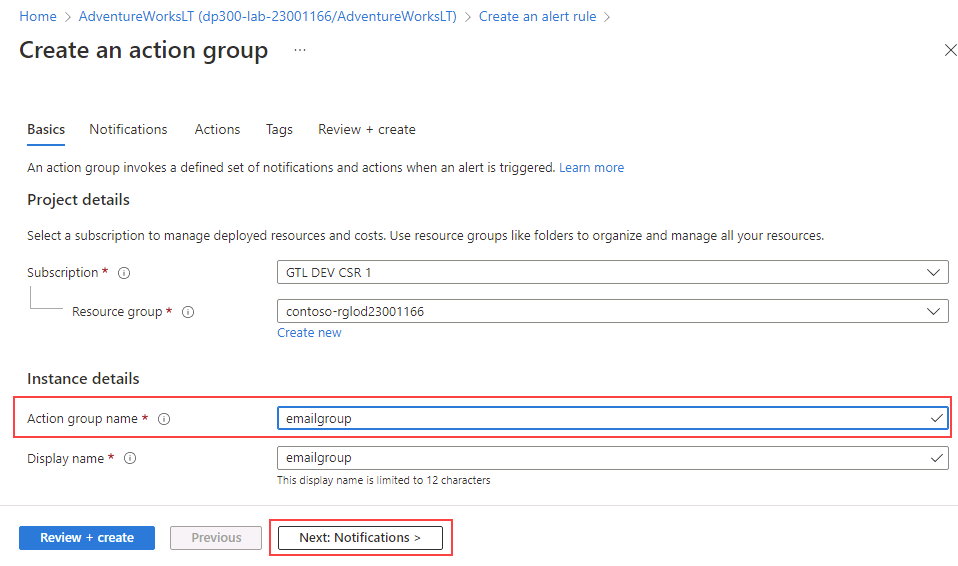 Home > AdventureWorksLT (dp300-lab-23001166/AdventureWorksLT) > Create an alert rule >
Create an action group ...
Basics Notifications Actions Tags Review + create
An action group invokes a defined set of notifications and actions when an alert is triggered. Learn more
Project details
Select a subscription to manage deployed resources and costs. Use resource groups like folders to organize and manage all your resources.
Subscription * GTL DEV CSR 1
Resource group * contoso-rglod23001166
Create new
Instance details
Action group name * emailgroup
Display name * emailgroup
This display name is limited to 12 characters
Review + create Previous Next: Notifications >